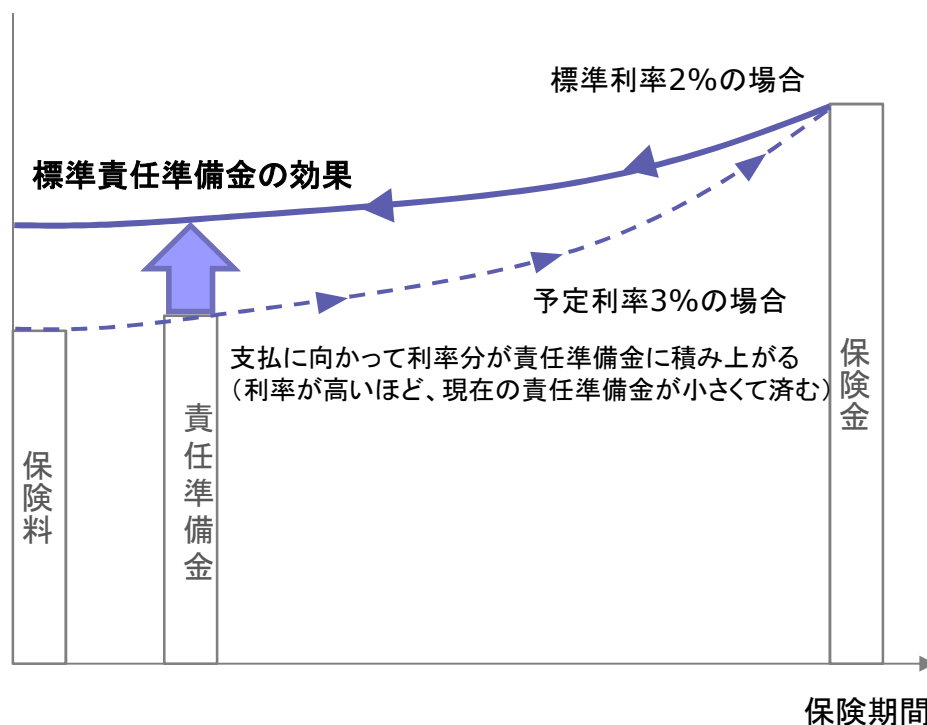 標準利率2%の場合
標準責任準備金の効果
予定利率3%の場合
支払に向かって利率分が責任準備金に積み上がる
（利率が高いほど、現在の責任準備金が小さくて済む）
保険料
責任準備金
保険金
保険期間